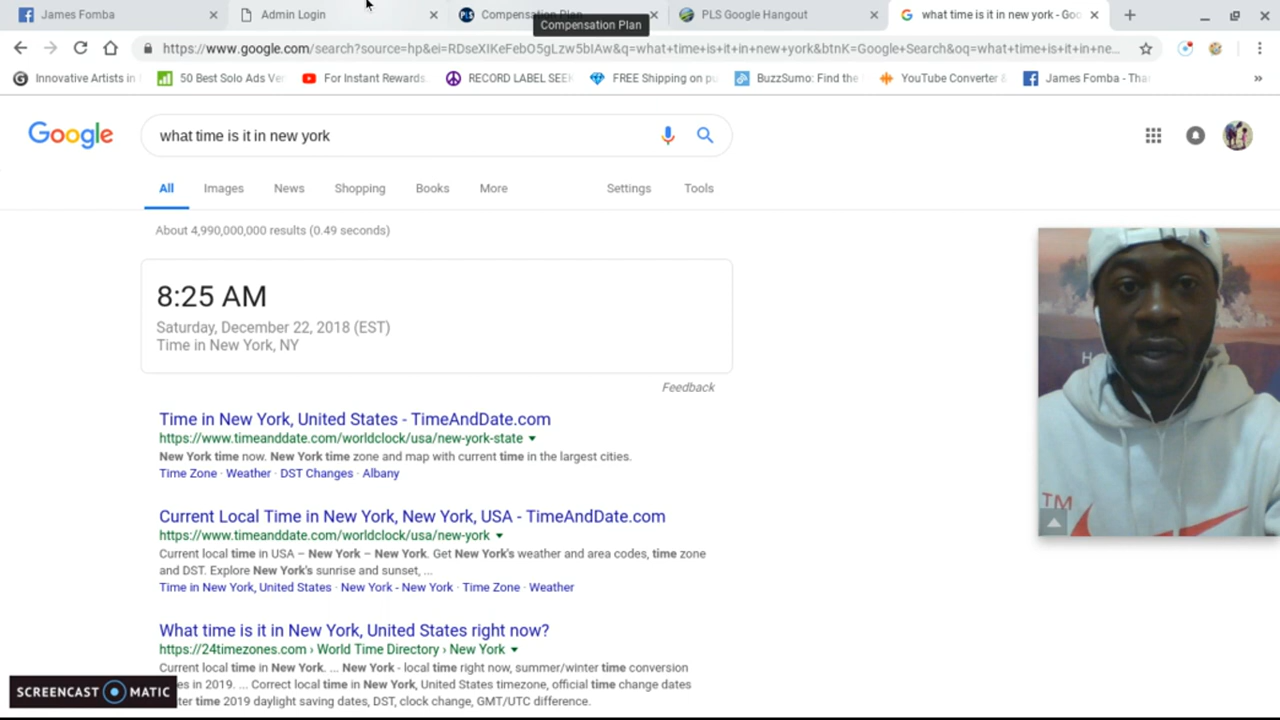 James Fomba
Admin Login
Compensation Plan
PLS Google Hangout
what time is it in new york - Goo
Compensation Plan
https://www.google.com/search?source=hp&ei=RDseXIKeFebO5gLzw5bIAw&q=what+time+is+it+in+new+york&btnK=Google+Search&oq=what+time+is+it+in+ne...
Innovative Artists in
50 Best Solo Ads Ve
For Instant Rewards
RECORD LABEL SEEK
FREE Shipping on
BuzzSumo: Find the
YouTube Converter &
James Fomba - Tha
Google
what time is it in new york
All
Images
News
Shopping
Books
More
Settings
Tools
About 4,990,000,000 results (0.49 seconds)
8:25 AM
Saturday, December 22, 2018 (EST)
Time in New York, NY
Feedback
Time in New York, United States - TimeAndDate.com
https://www.timeanddate.com/worldclock/usa/new-york-state
New York time now. New York time zone and map with current time in the largest cities.
Time Zone · Weather · DST Changes · Albany
Current Local Time in New York, New York, USA - TimeAndDate.com
https://www.timeanddate.com/worldclock/usa/new-york
Current local time in USA – New York – New York. Get New York's weather and area codes, time zone
and DST. Explore New York's sunrise and sunset, ...
Time in New York, United States · New York - New York · Time Zone · Weather
What time is it in New York, United States right now?
https://24timezones.com › World Time Directory › New York
Current local time in New York. ... New York - local time right now, summer/winter time conversion
es in 2019. ... Correct local time in New York, United States timezone, official time change dates
ter time 2019 daylight saving dates, DST, clock change, GMT/UTC difference.
SCREENCAST MATIC
H
TM